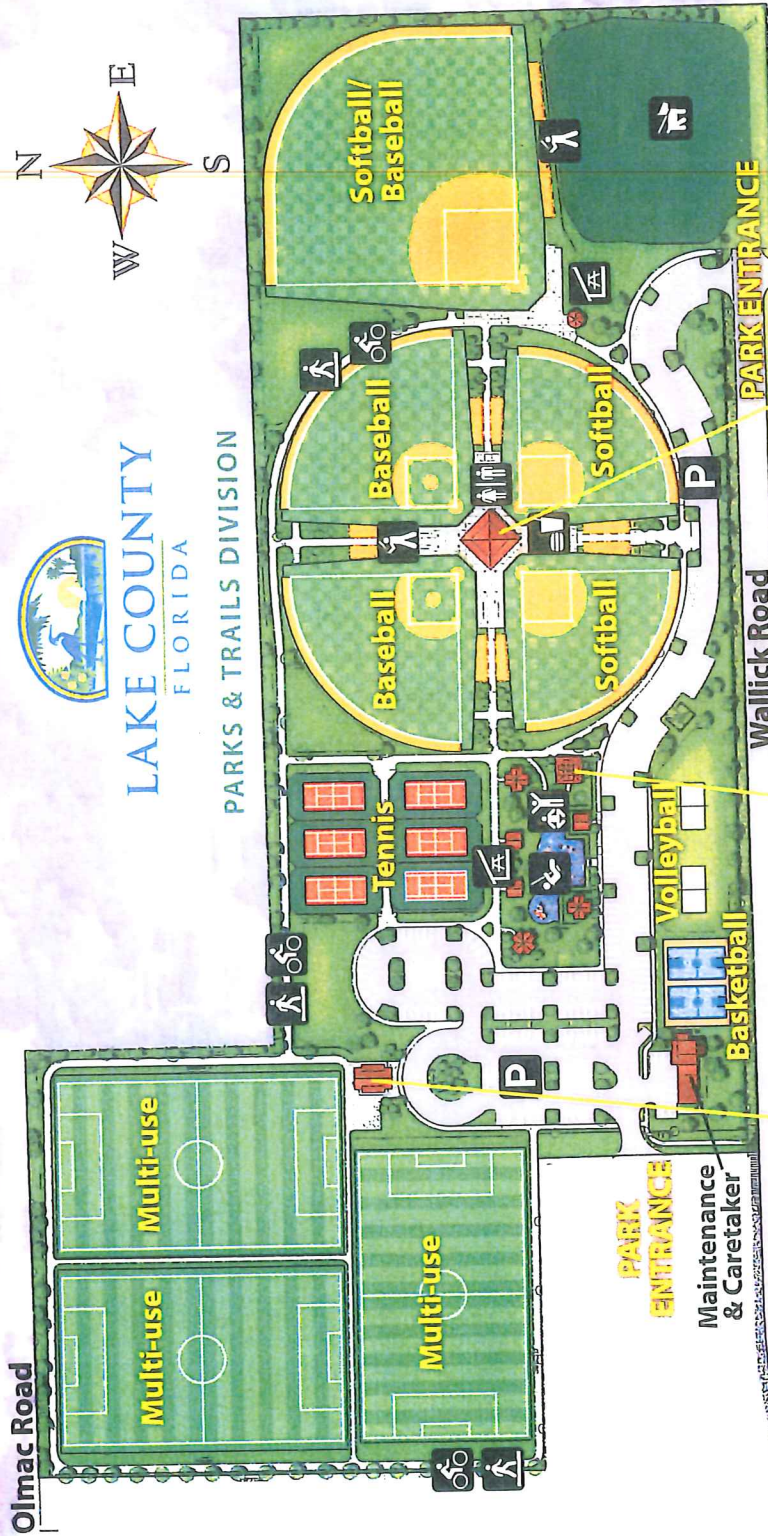 N
W E
S
LAKE COUNTY
FLORIDA
PARKS & TRAILS DIVISION
Olmac Road
Multi-use
Multi-use
Multi-use
Tennis
Baseball
Baseball
Softball/
Baseball
Softball
Softball
P
P
Volleyball
Basketball
PARK
ENTRANCE
Maintenance
& Caretaker
Wallick Road
PARK ENTRANCE